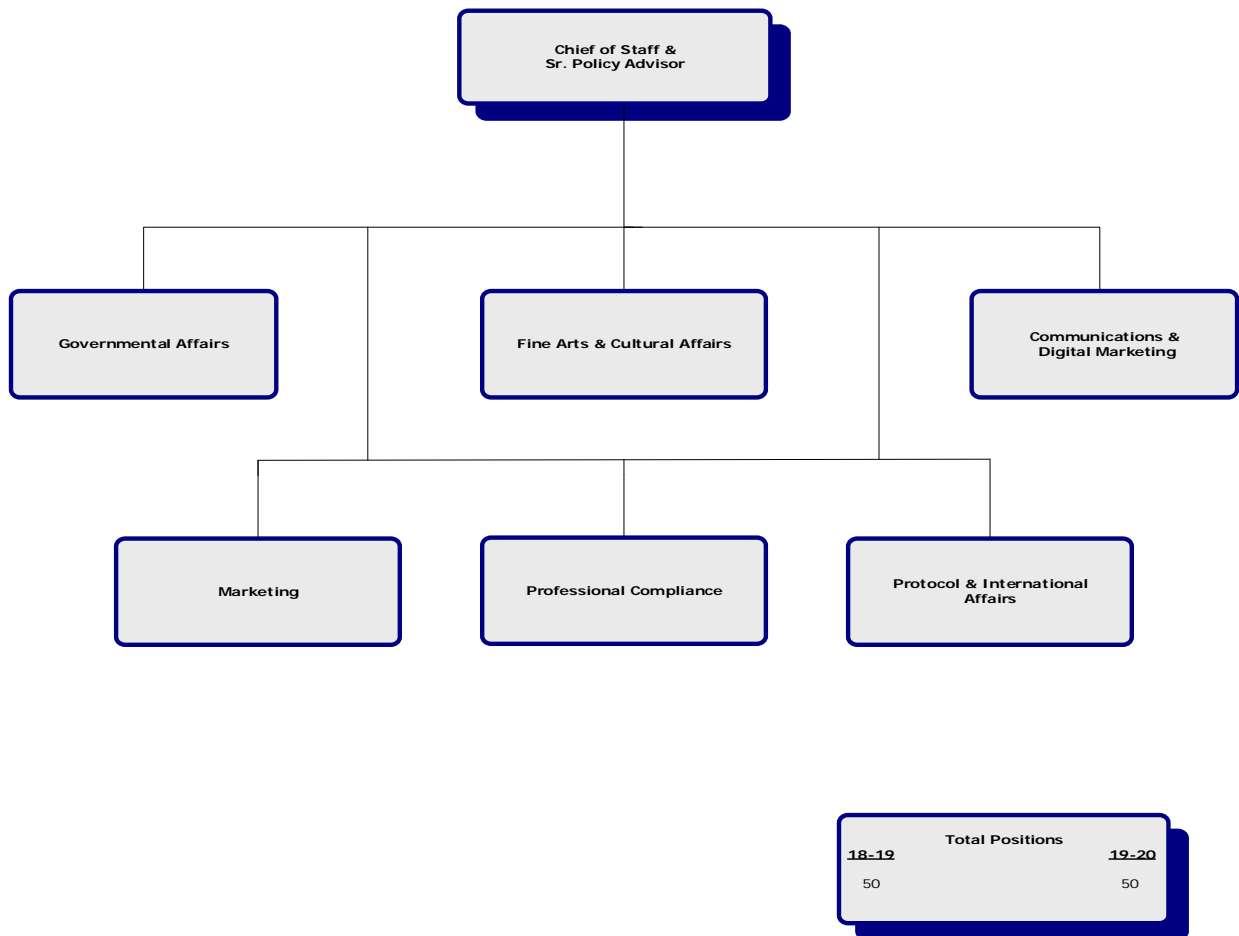 Chief of Staff &
Sr. Policy Advisor
Governmental Affairs
Fine Arts & Cultural Affairs
Communications &
Digital Marketing
Marketing
Professional Compliance
Protocol & International
Affairs
Total Positions
18-19 19-20
50 50